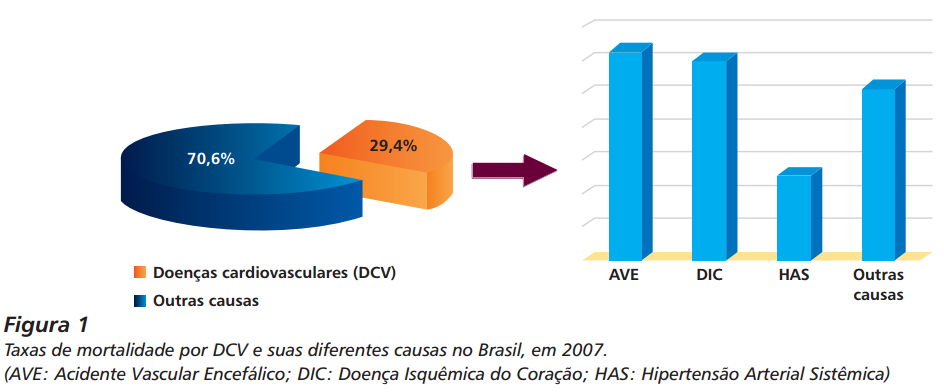 70,6%
29,4%
Doenças cardiovasculares (DCV)
Outras causas
AVE
DIC
HAS
Outras
causas
Figura 1
Taxas de mortalidade por DCV e suas diferentes causas no Brasil, em 2007.
(AVE: Acidente Vascular Encefálico; DIC: Doença Isquêmica do Coração; HAS: Hipertensão Arterial Sistêmica)